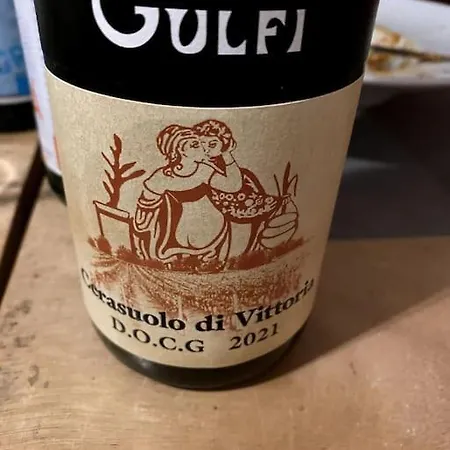 GULFI
Cerasuolo di Vittoria
D.O.C.G 2021